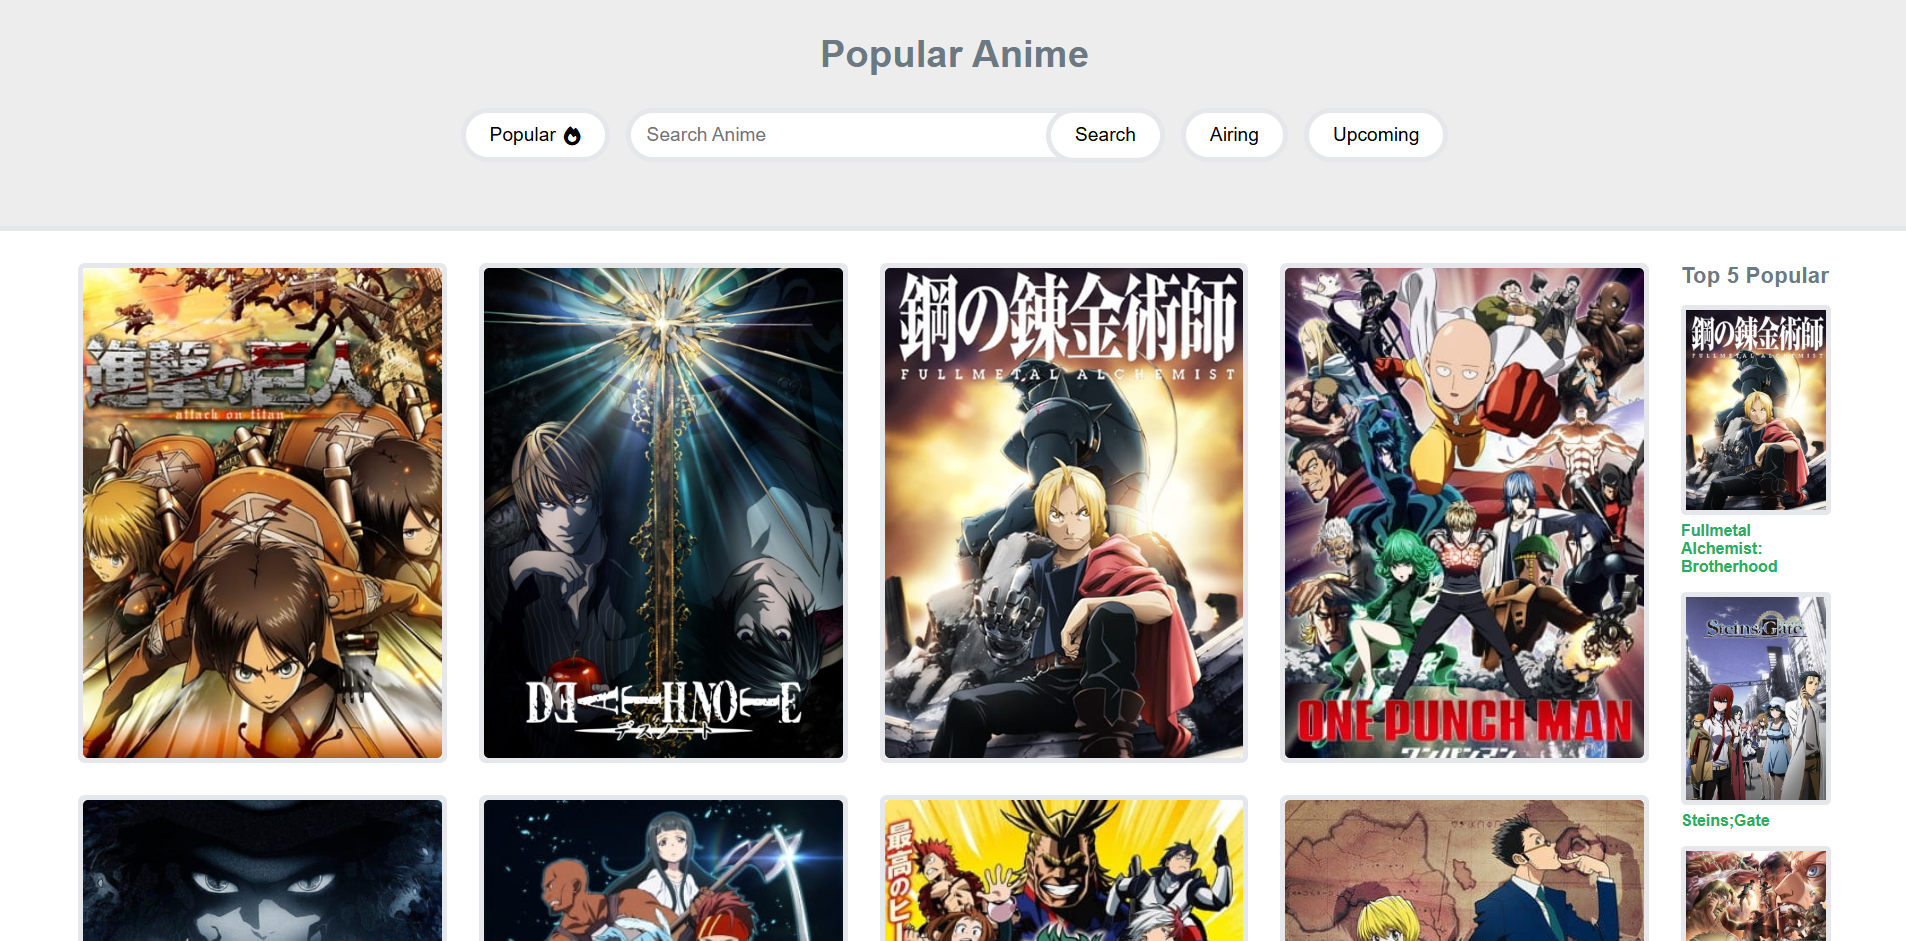 Popular Anime
Popular
Search Anime
Search
Airing
Upcoming
進撃の巨人
attack on titan
DEATH NOTE
デスノート
鋼の錬金術師
FULLMETAL ALCHEMIST
ONE PUNCH MAN
ワンパンマン
Top 5 Popular
鋼の錬金術師
FULLMETAL ALCHEMIST
Fullmetal
Alchemist:
Brotherhood
Steins;Gate
Steins;Gate
最高のヒー